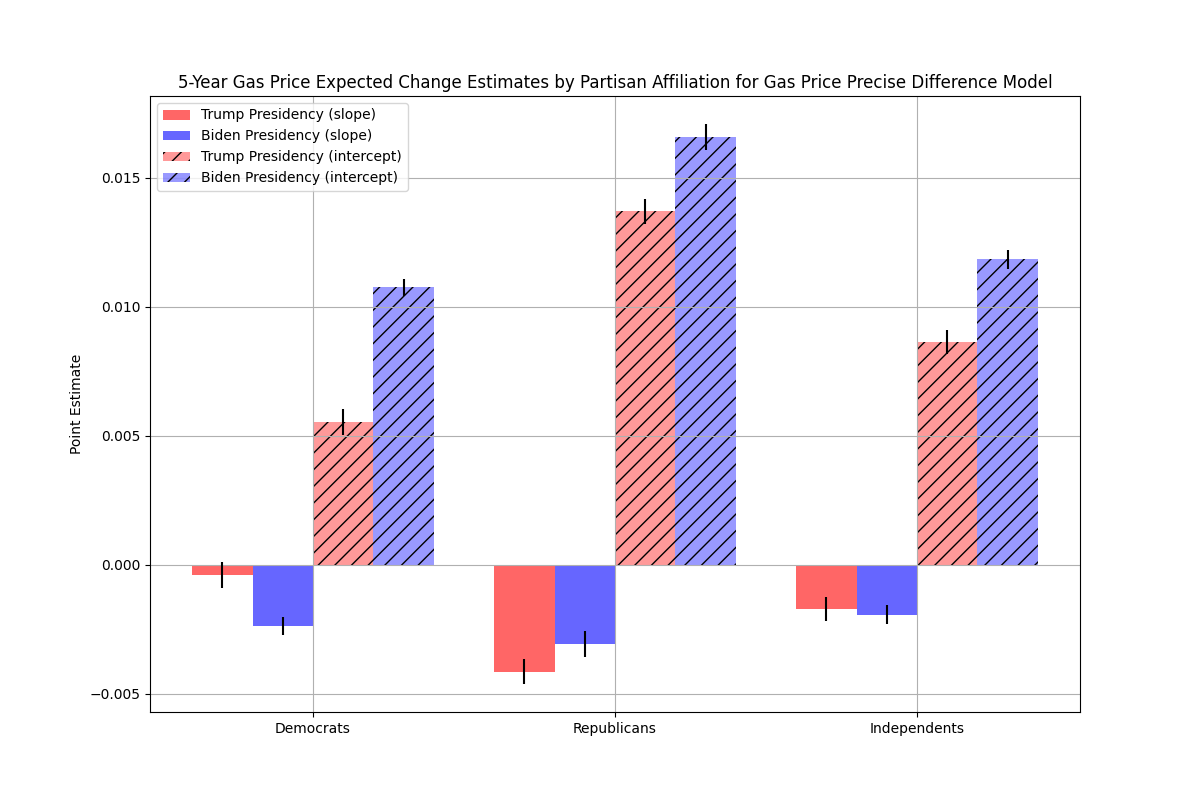 5-Year Gas Price Expected Change Estimates by Partisan Affiliation for Gas Price Precise Difference Model
Trump Presidency (slope)
Biden Presidency (slope)
Trump Presidency (intercept)
Biden Presidency (intercept)
0.015
0.010
0.005
0.000
−0.005
Point Estimate
Democrats Republicans Independents